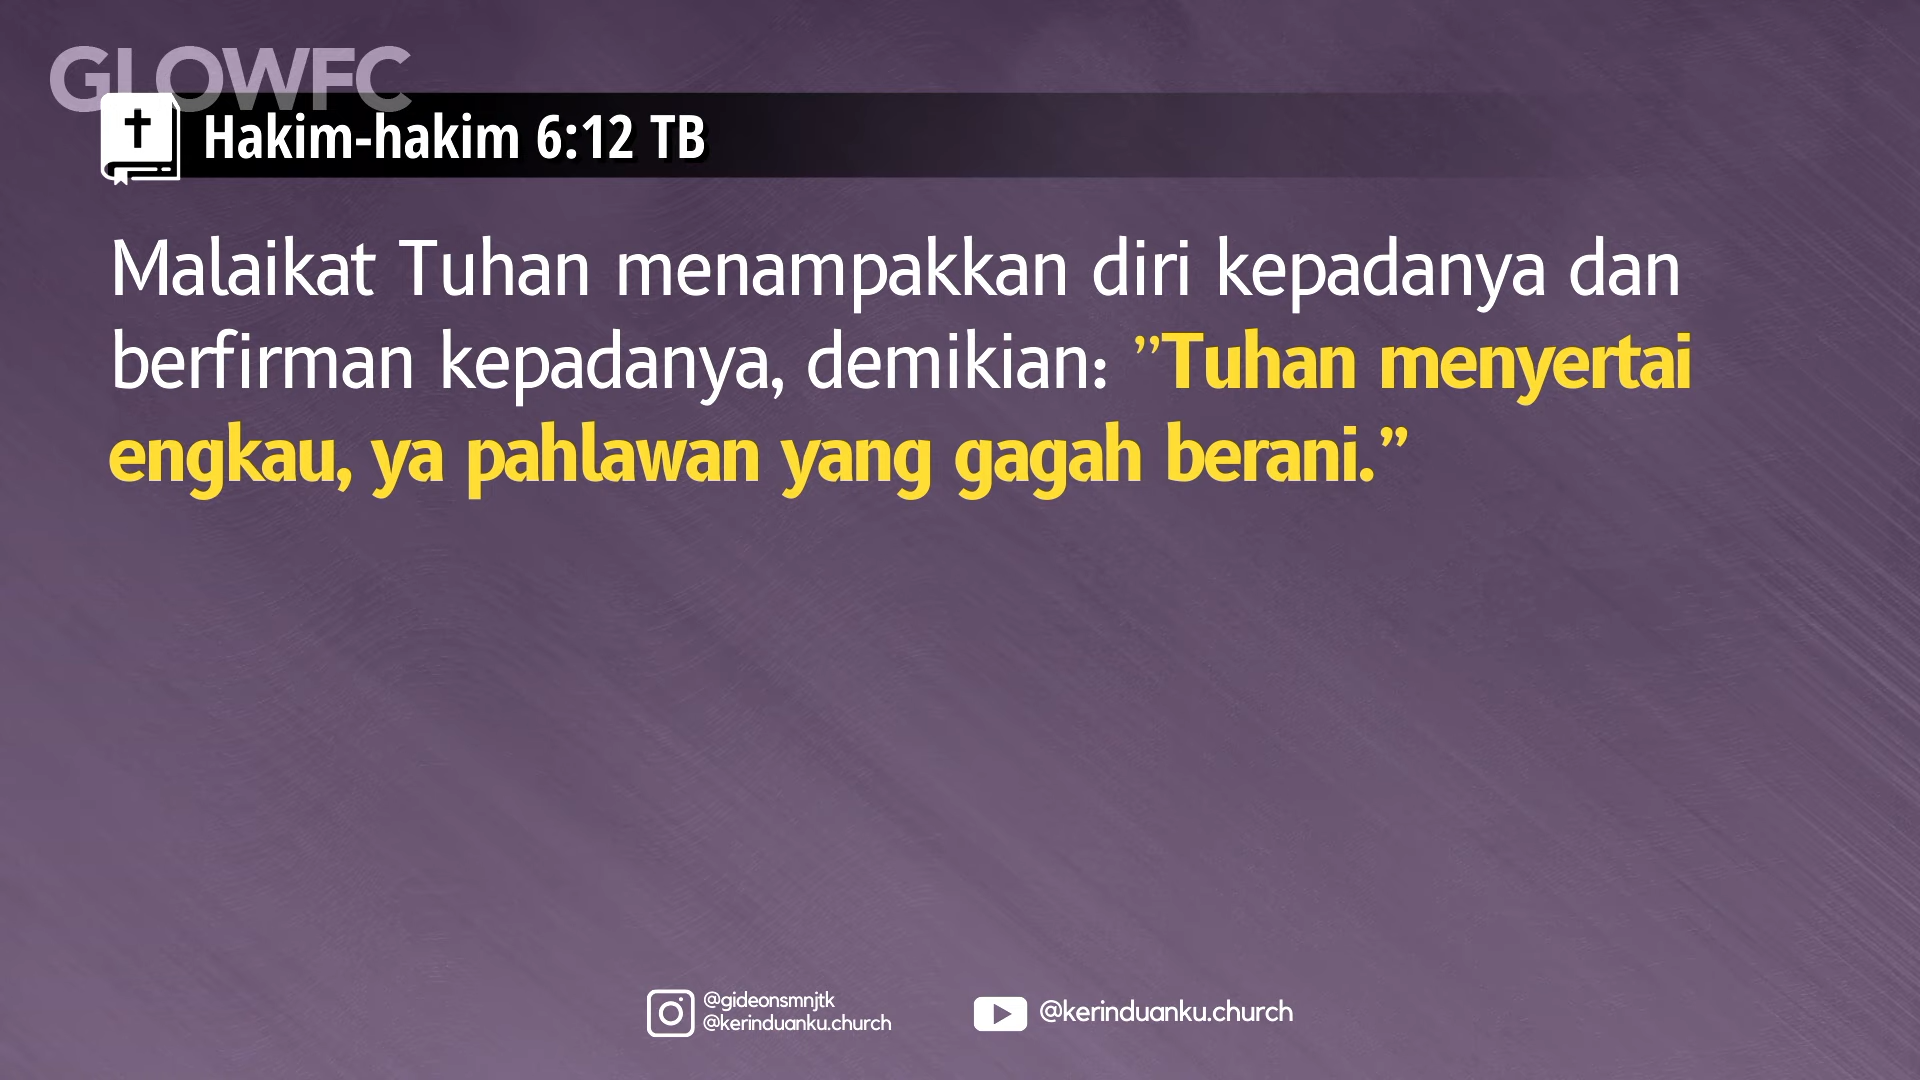 GLOWFC
Hakim-hakim 6:12 TB
Malaikat Tuhan menampakkan diri kepadanya dan
berfirman kepadanya, demikian: ”Tuhan menyertai
engkau, ya pahlawan yang gagah berani.”
@gideonsmnjtk
@kerinduanku.church
@kerinduanku.church